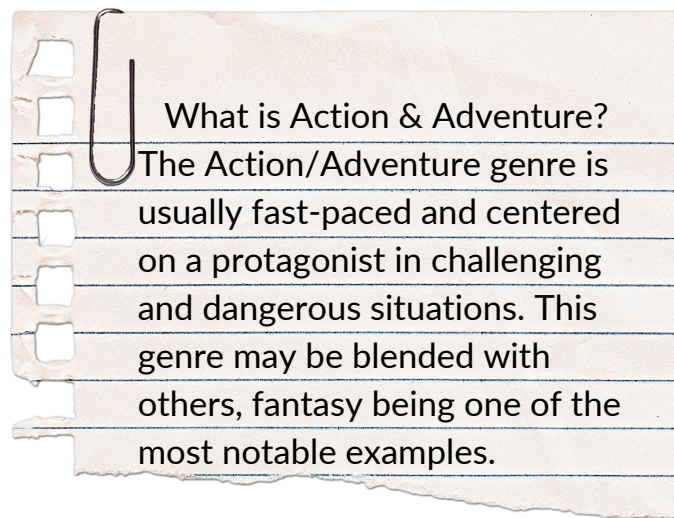 What is Action & Adventure?
The Action/Adventure genre is
usually fast-paced and centered
on a protagonist in challenging
and dangerous situations. This
genre may be blended with
others, fantasy being one of the
most notable examples.